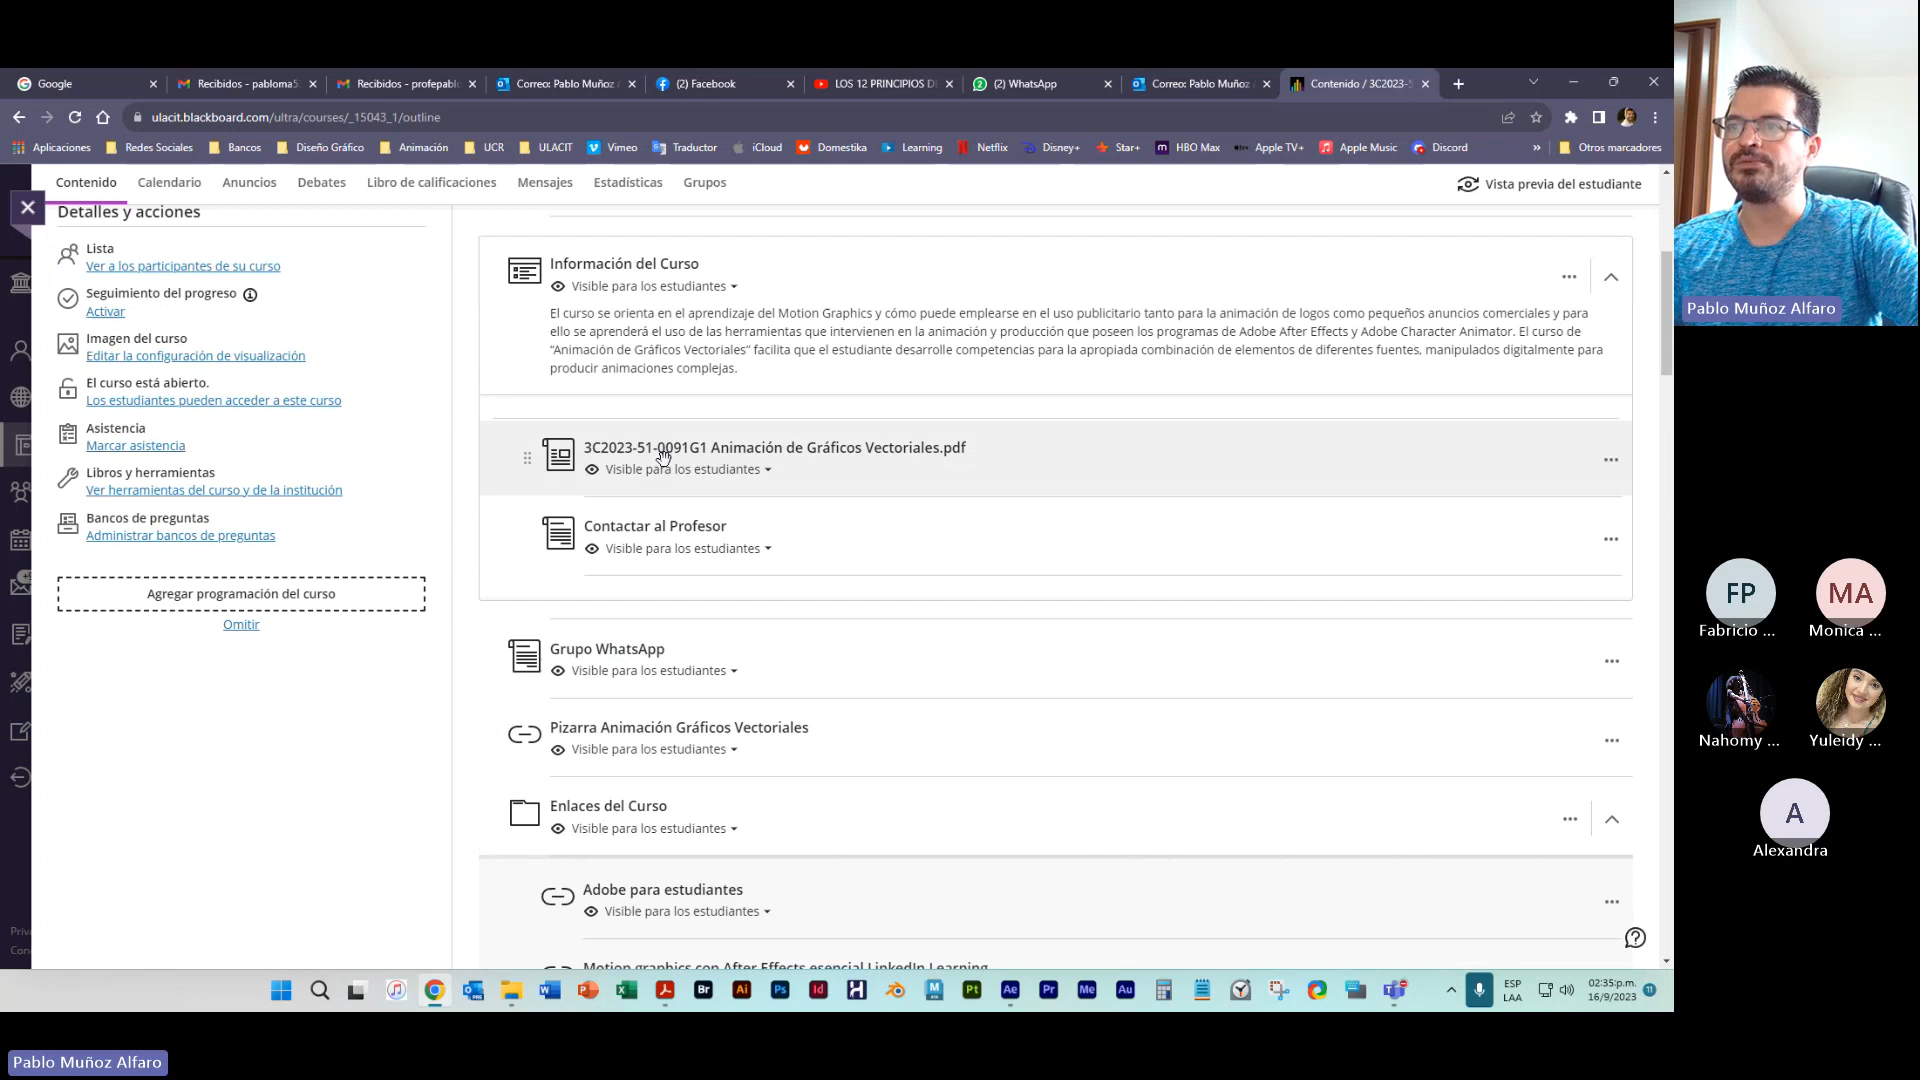 Google
Recibidos - pabloma5
Recibidos - profepabl
Correo: Pablo Muñoz
(2) Facebook
LOS 12 PRINCIPIOS D
(2) WhatsApp
Correo: Pablo Muñoz
Contenido / 3C2023-5
ulacit.blackboard.com/ultra/courses/_15043_1/outline
Aplicaciones
Redes Sociales
Bancos
Diseño Gráfico
Animación
UCR
ULACIT
Vimeo
Traductor
iCloud
Domestika
Learning
Netflix
Disney+
Star+
HBO Max
Apple TV+
Apple Music
Discord
»
Otros marcadores
Contenido
Calendario
Anuncios
Debates
Libro de calificaciones
Mensajes
Estadísticas
Grupos
Vista previa del estudiante
Detalles y acciones
Lista
Ver a los participantes de su curso
Seguimiento del progreso
Activar
Imagen del curso
Editar la configuración de visualización
El curso está abierto.
Los estudiantes pueden acceder a este curso
Asistencia
Marcar asistencia
Libros y herramientas
Ver herramientas del curso y de la institución
Bancos de preguntas
Administrar bancos de preguntas
Agregar programación del curso
Omitir
Priva
Con
Información del Curso
Visible para los estudiantes
El curso se orienta en el aprendizaje del Motion Graphics y cómo puede emplearse en el uso publicitario tanto para la animación de logos como pequeños anuncios comerciales y para
ello se aprenderá el uso de las herramientas que intervienen en la animación y producción que poseen los programas de Adobe After Effects y Adobe Character Animator. El curso de
“Animación de Gráficos Vectoriales” facilita que el estudiante desarrolle competencias para la apropiada combinación de elementos de diferentes fuentes, manipulados digitalmente para
producir animaciones complejas.
3C2023-51-0091G1 Animación de Gráficos Vectoriales.pdf
Visible para los estudiantes
Contactar al Profesor
Visible para los estudiantes
Grupo WhatsApp
Visible para los estudiantes
Pizarra Animación Gráficos Vectoriales
Visible para los estudiantes
Enlaces del Curso
Visible para los estudiantes
Adobe para estudiantes
Visible para los estudiantes
Motion graphics con After Effects esencial LinkedIn Learning
ESP
LAA
02:35p.m.
16/9/2023
11
Pablo Muñoz Alfaro
FP
Fabricio ...
MA
Monica ...
Nahomy ...
Yuleidy ...
A
Alexandra
Pablo Muñoz Alfaro